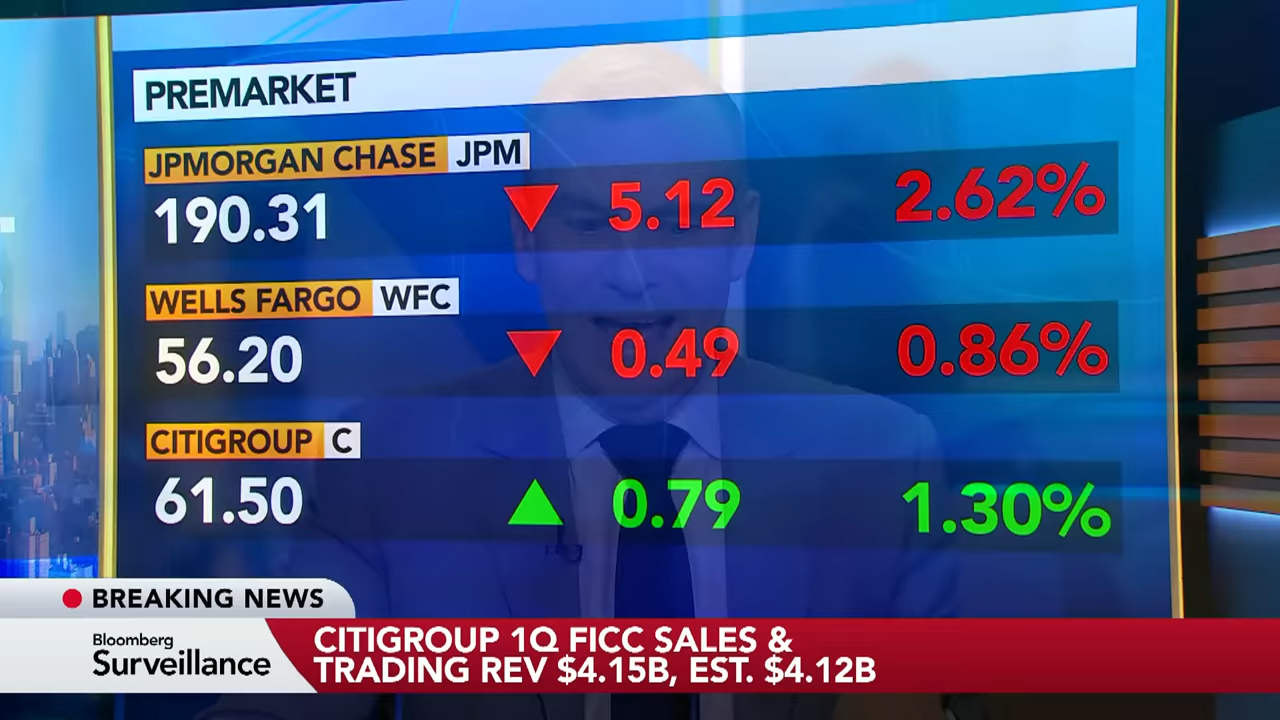 PREMARKET
JPMORGAN CHASE JPM
190.31 ▼ 5.12 2.62%
WELLS FARGO WFC
56.20 ▼ 0.49 0.86%
CITIGROUP C
61.50 ▲ 0.79 1.30%
BREAKING NEWS
Bloomberg
Surveillance
CITIGROUP 1Q FICC SALES &
TRADING REV $4.15B, EST. $4.12B